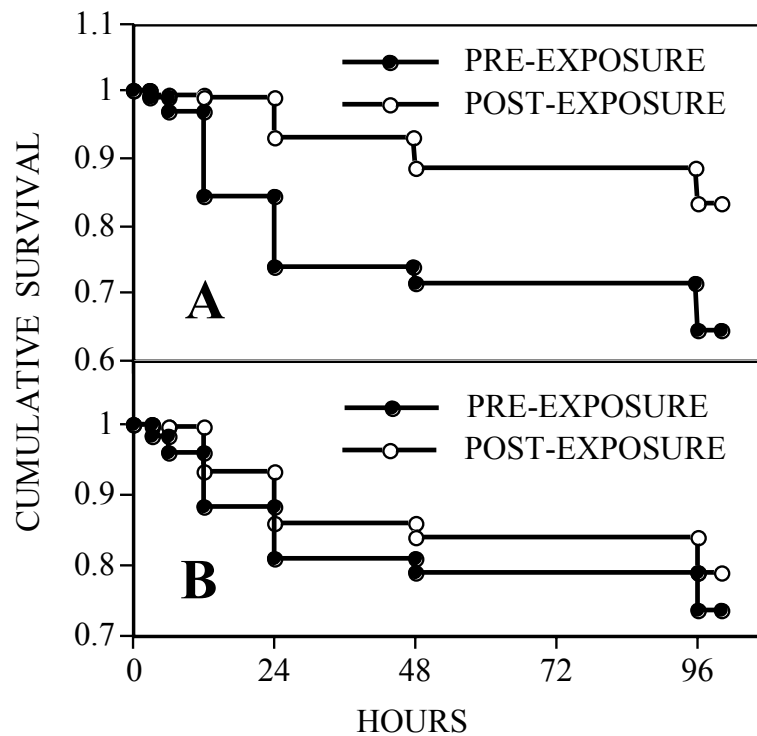 1.1
1
0.9
0.8
0.7
0.6
PRE-EXPOSURE
POST-EXPOSURE
A
CUMULATIVE SURVIVAL
1
0.9
0.8
0.7
PRE-EXPOSURE
POST-EXPOSURE
B
0 24 48 72 96
HOURS